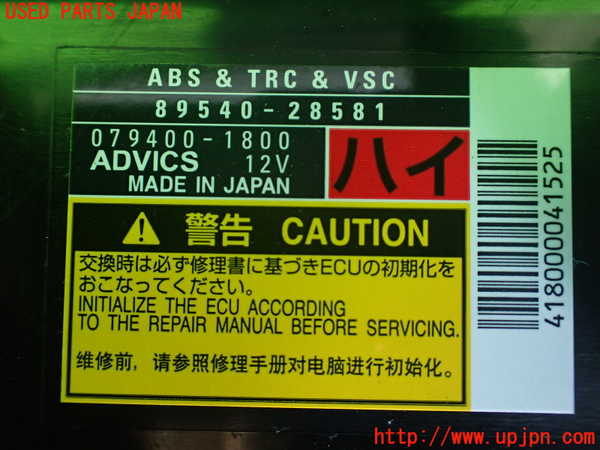 USED PARTS JAPAN
ABS & TRC & VSC
89540-28581
079400-1800
ADVICS 12V
MADE IN JAPAN
ハイ
警告 CAUTION
交換時は必ず修理書に基づきECUの初期化を
おこなってください。
INITIALIZE THE ECU ACCORDING
TO THE REPAIR MANUAL BEFORE SERVICING.
维修前，请参照修理手册对电脑进行初始化。
418000041525
http://www.upjpn.com